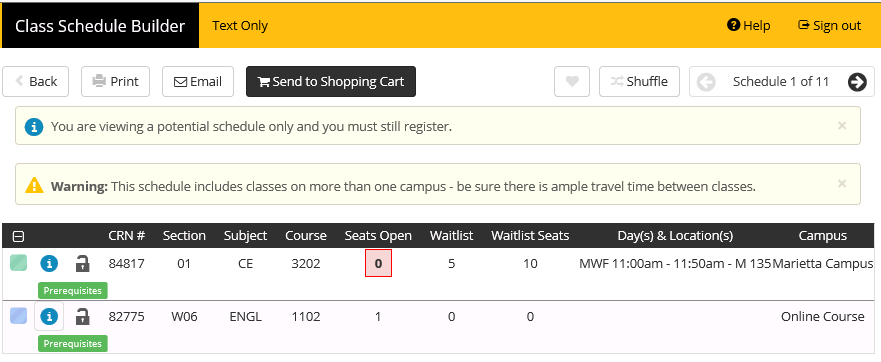 Class Schedule Builder Text Only Help Sign out
Back Print Email Send to Shopping Cart Shuffle Schedule 1 of 11
You are viewing a potential schedule only and you must still register. ×
Warning: This schedule includes classes on more than one campus - be sure there is ample travel time between classes. ×
CRN # Section Subject Course Seats Open Waitlist Waitlist Seats Day(s) & Location(s) Campus
84817 01 CE 3202 0 5 10 MWF 11:00am - 11:50am - M 135 Marietta Campus
Prerequisites
82775 W06 ENGL 1102 1 0 0 Online Course
Prerequisites